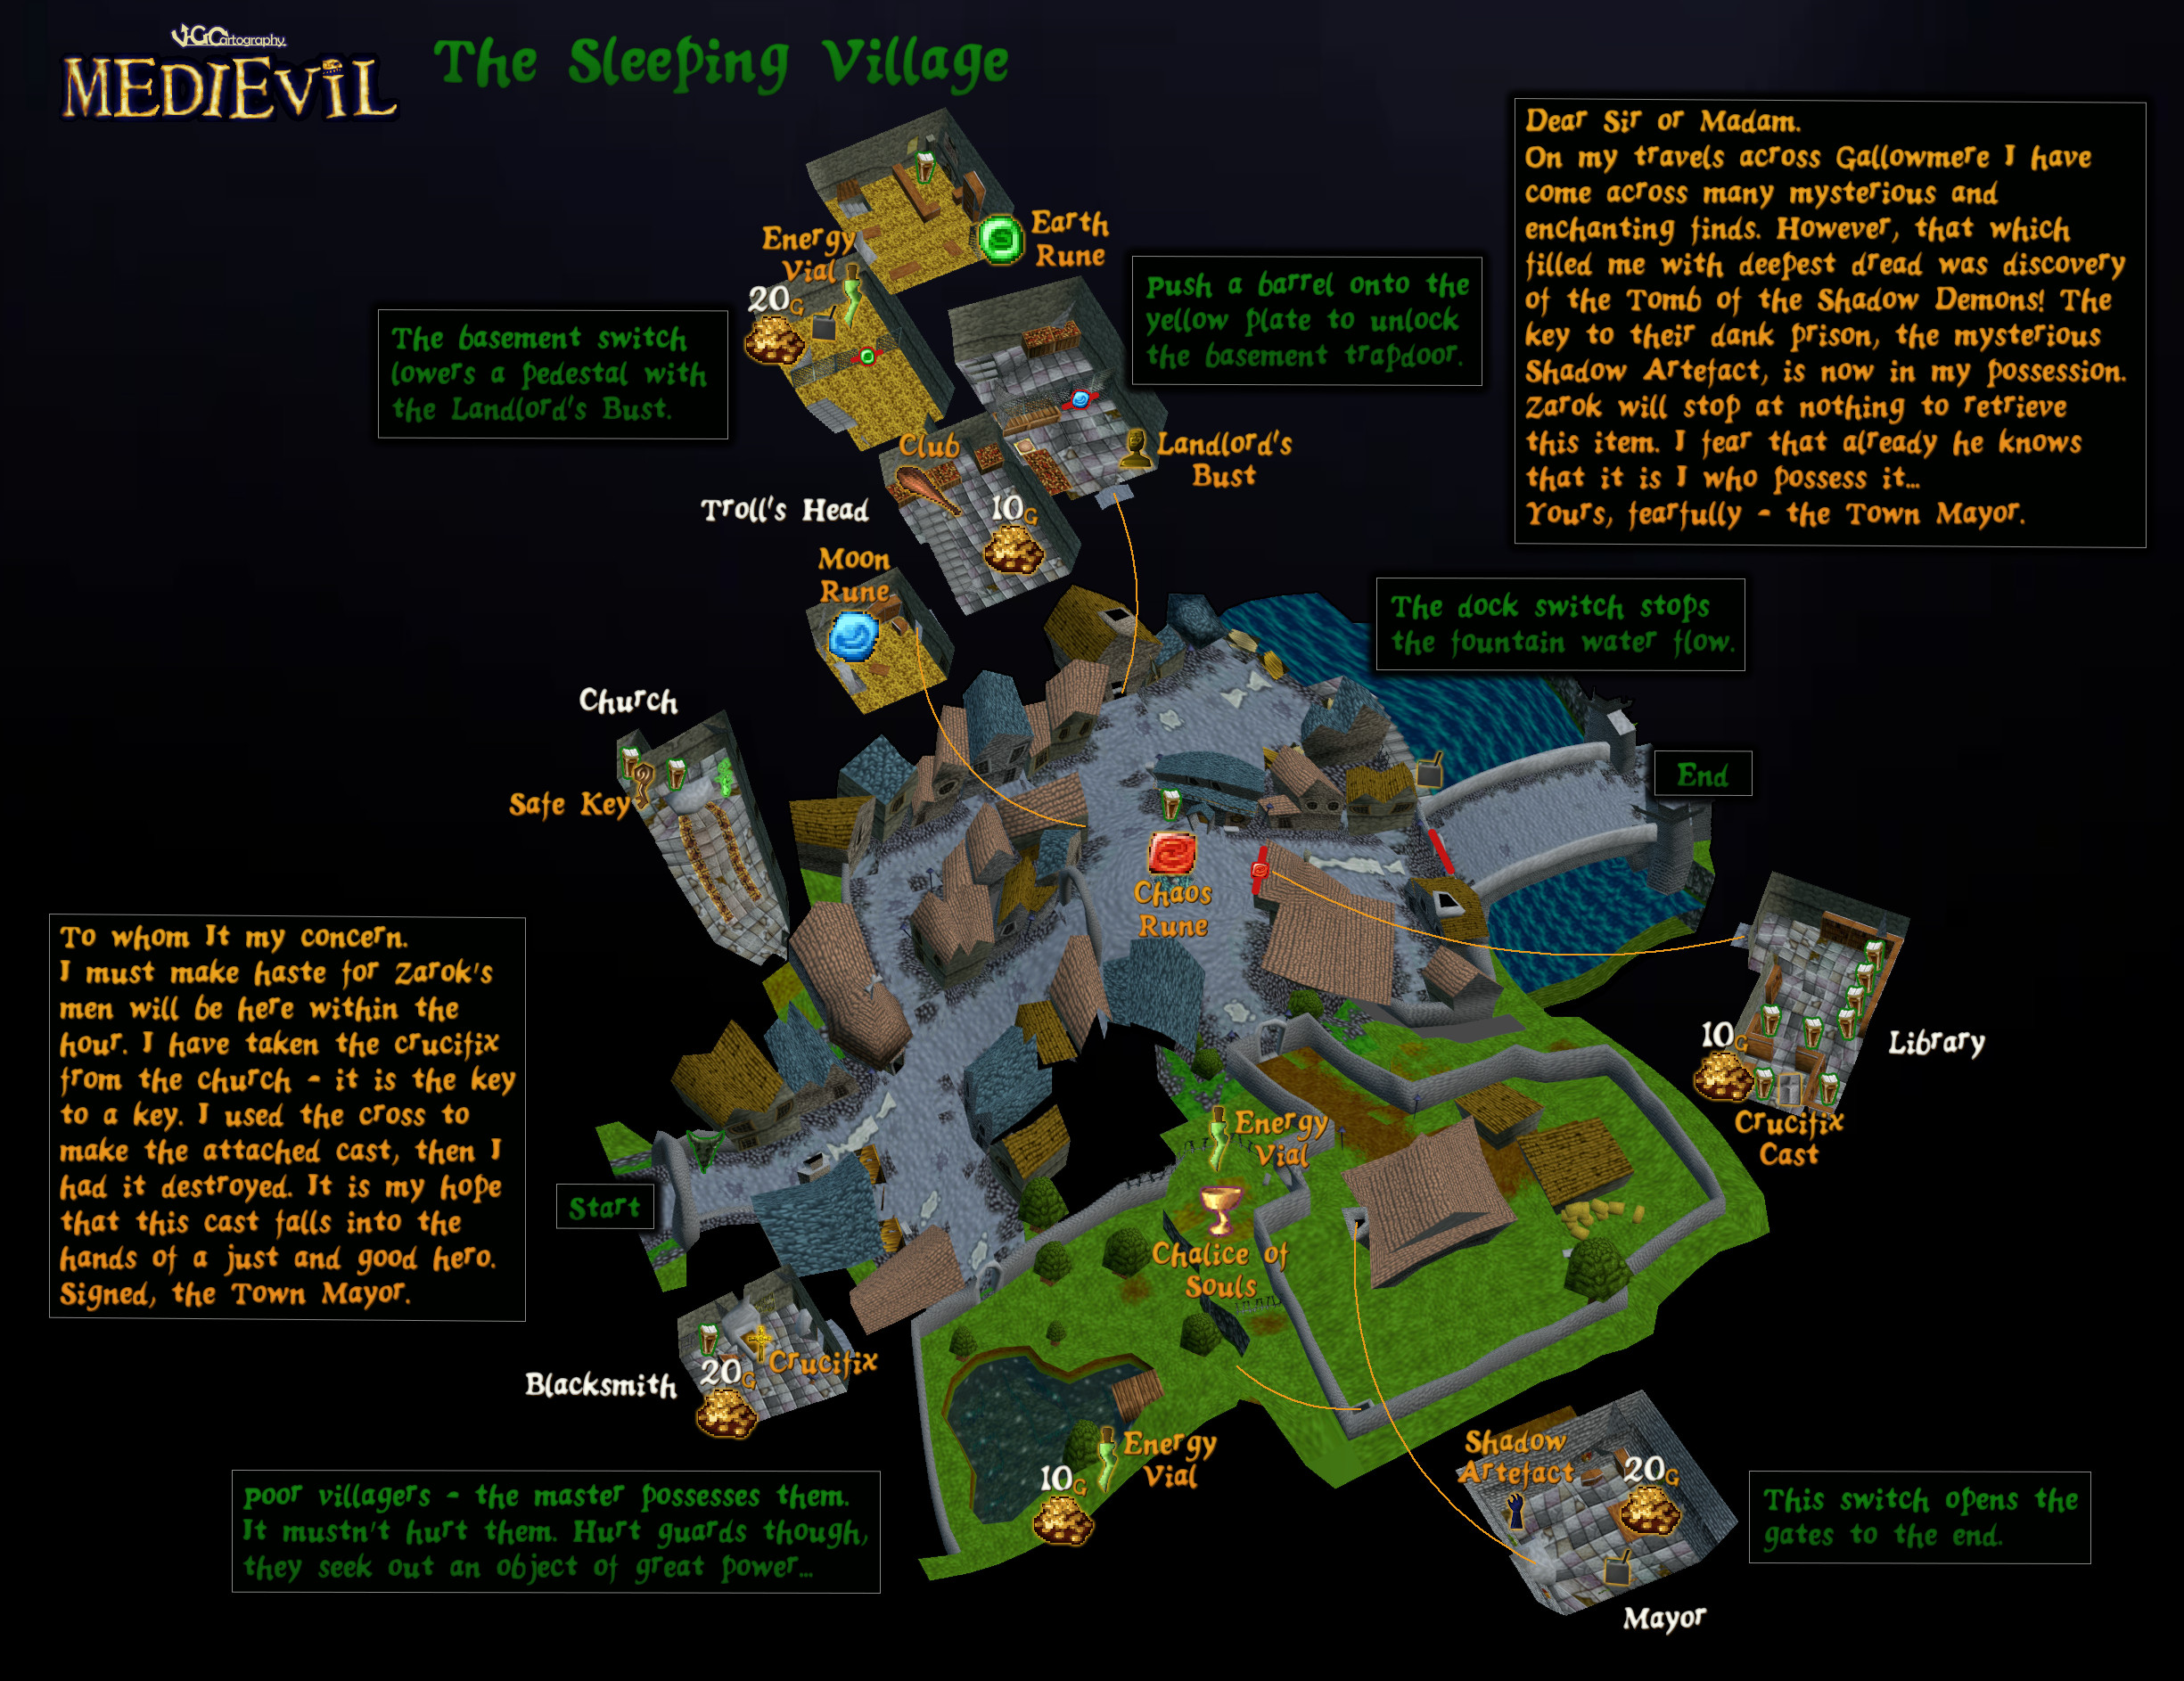 VGCartography
MEDIEVIL
The Sleeping Village
Dear Sir or Madam.
On my travels across Gallowmere I have
come across many mysterious and
enchanting finds. However, that which
filled me with deepest dread was discovery
of the Tomb of the Shadow Demons! The
key to their dank prison, the mysterious
Shadow Artefact, is now in my possession.
Zarok will stop at nothing to retrieve
this item. I fear that already he knows
that it is I who possess it...
Yours, fearfully - the Town Mayor.
Earth
Rune
Energy
Vial
20G
Push a barrel onto the
yellow plate to unlock
the basement trapdoor.
The basement switch
lowers a pedestal with
the Landlord's Bust.
Club
Landlord's
Bust
Troll's Head
10G
Moon
Rune
The dock switch stops
the fountain water flow.
Church
Safe Key
End
Chaos
Rune
To whom It my concern.
I must make haste for Zarok's
men will be here within the
hour. I have taken the crucifix
from the church - it is the key
to a key. I used the cross to
make the attached cast, then I
had it destroyed. It is my hope
that this cast falls into the
hands of a just and good hero.
Signed, the Town Mayor.
10G
Library
Crucifix
Cast
Energy
Vial
Start
Chalice of
Souls
Blacksmith
20G
Crucifix
Energy
Vial
10G
Shadow
Artefact
20G
Poor villagers - the master possesses them.
It mustn't hurt them. Hurt guards though,
they seek out an object of great power...
This switch opens the
gates to the end.
Mayor